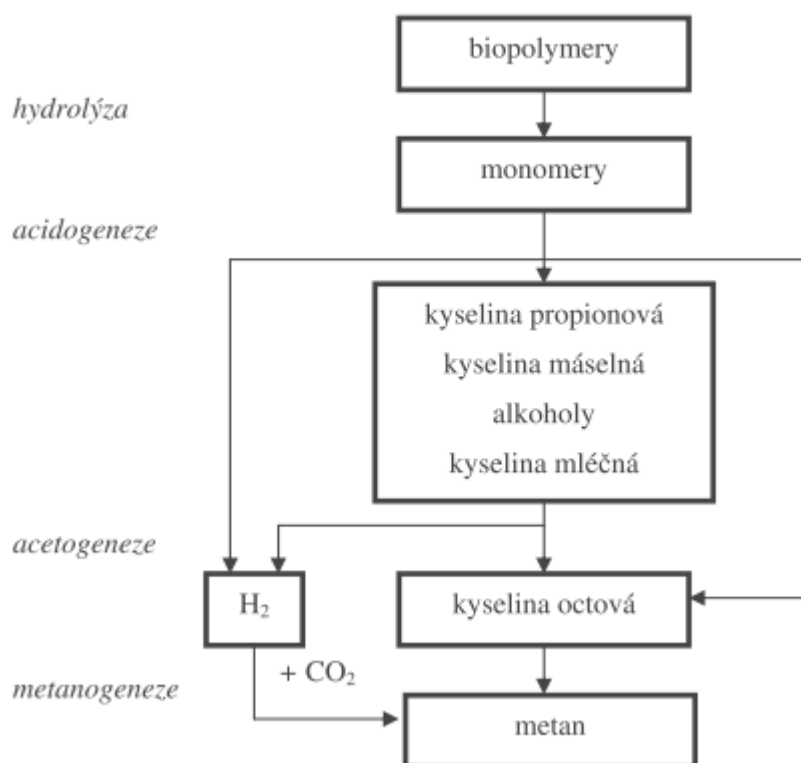 biopolymery
hydrolýza
monomery
acidogeneze
kyselina propionová
kyselina máselná
alkoholy
kyselina mléčná
acetogeneze
H₂
kyselina octová
+ CO₂
metanogeneze
metan